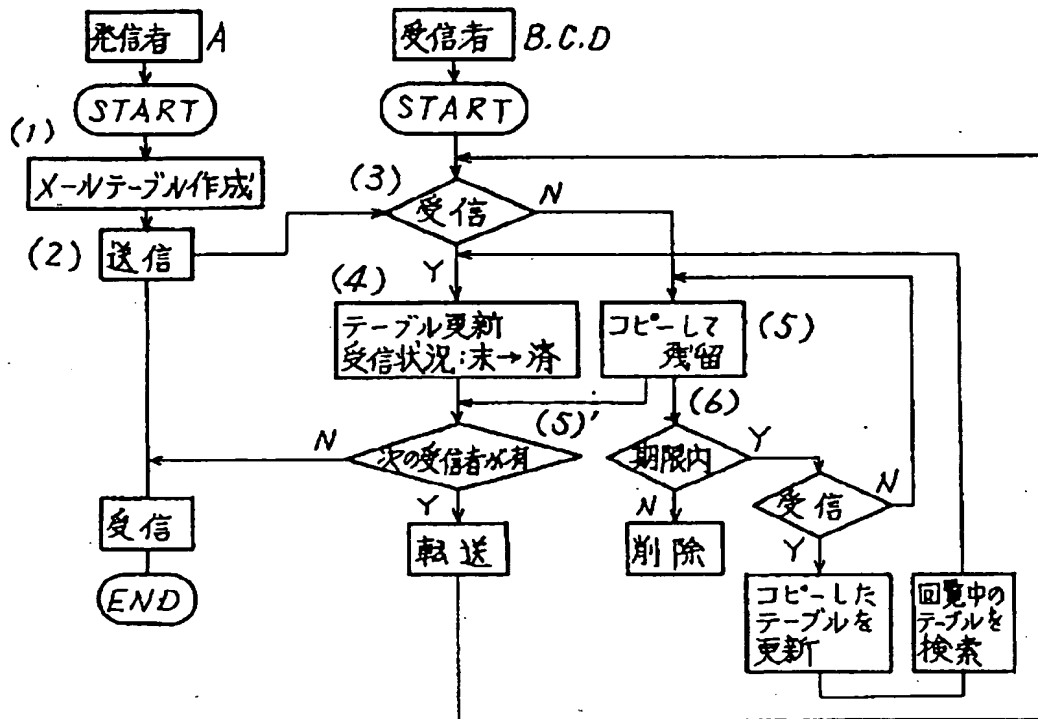 発信者 A
受信者 B.C.D
START
START
(1)
メールテーブル作成
(3)
受信
N
(2)
送信
Y
(4)
テーブル更新
受信状況:末→済
コピーして
残留
(5)
(5)'
(6)
N
次の受信者が有
Y
期限内
Y
N
受信
N
Y
受信
転送
削除
END
コピーした
テーブルを
更新
回覧中の
テーブルを
検索